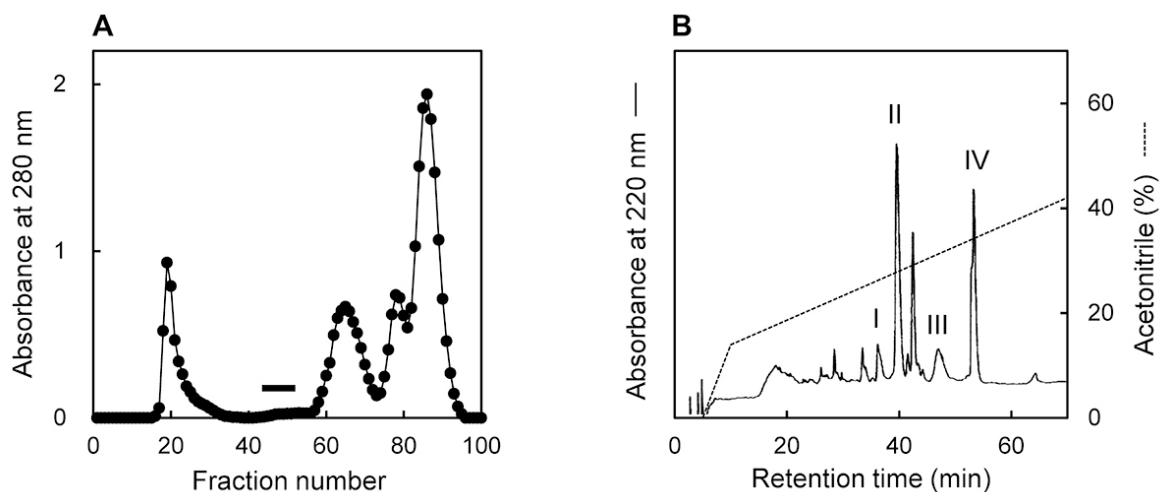 A
Absorbance at 280 nm
2
1
0
0 20 40 60 80 100
Fraction number
B
Absorbance at 220 nm
I
II
III
IV
60
40
20
0
Acetonitrile (%)
0 20 40 60
Retention time (min)